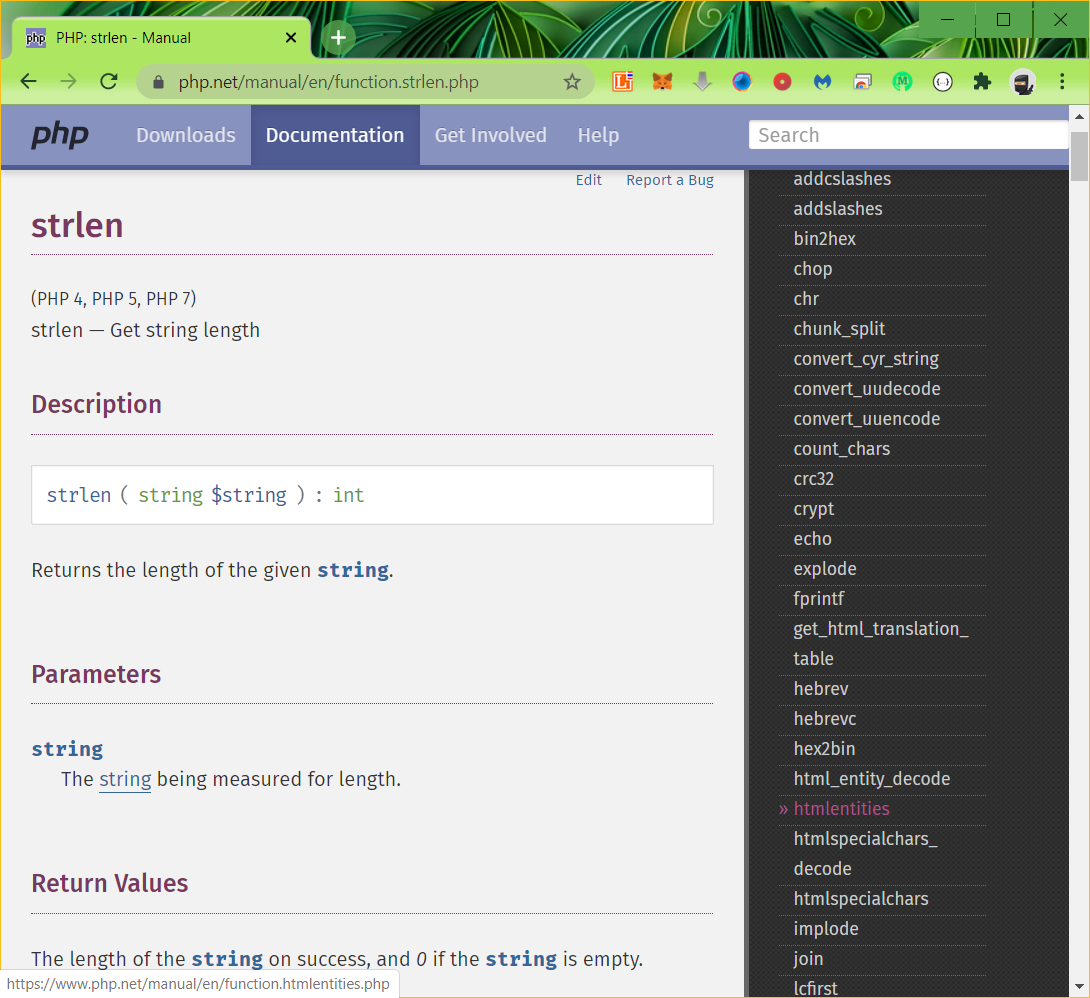 php PHP: strlen - Manual
php.net/manual/en/function.strlen.php
php Downloads Documentation Get Involved Help Search
Edit Report a Bug
strlen
(PHP 4, PHP 5, PHP 7)
strlen — Get string length
Description
strlen ( string $string ) : int
Returns the length of the given string.
Parameters
string
The string being measured for length.
Return Values
The length of the string on success, and 0 if the string is empty.
https://www.php.net/manual/en/function.htmlentities.php
addcslashes
addslashes
bin2hex
chop
chr
chunk_split
convert_cyr_string
convert_uudecode
convert_uuencode
count_chars
crc32
crypt
echo
explode
fprintf
get_html_translation_
table
hebrev
hebrevc
hex2bin
html_entity_decode
» htmlentities
htmlspecialchars_
decode
htmlspecialchars
implode
join
lcfirst